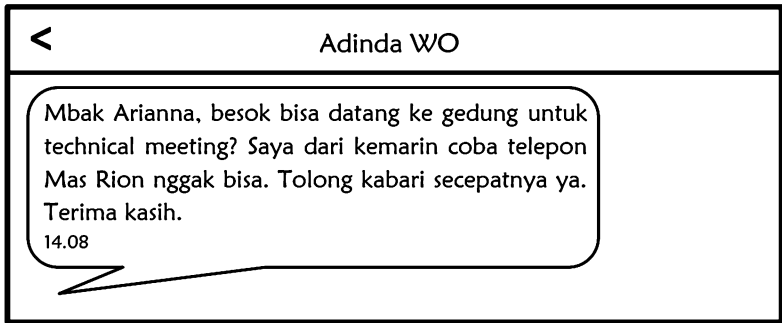 <
Adinda WO
Mbak Arianna, besok bisa datang ke gedung untuk
technical meeting? Saya dari kemarin coba telepon
Mas Rion nggak bisa. Tolong kabari secepatnya ya.
Terima kasih.
14.08